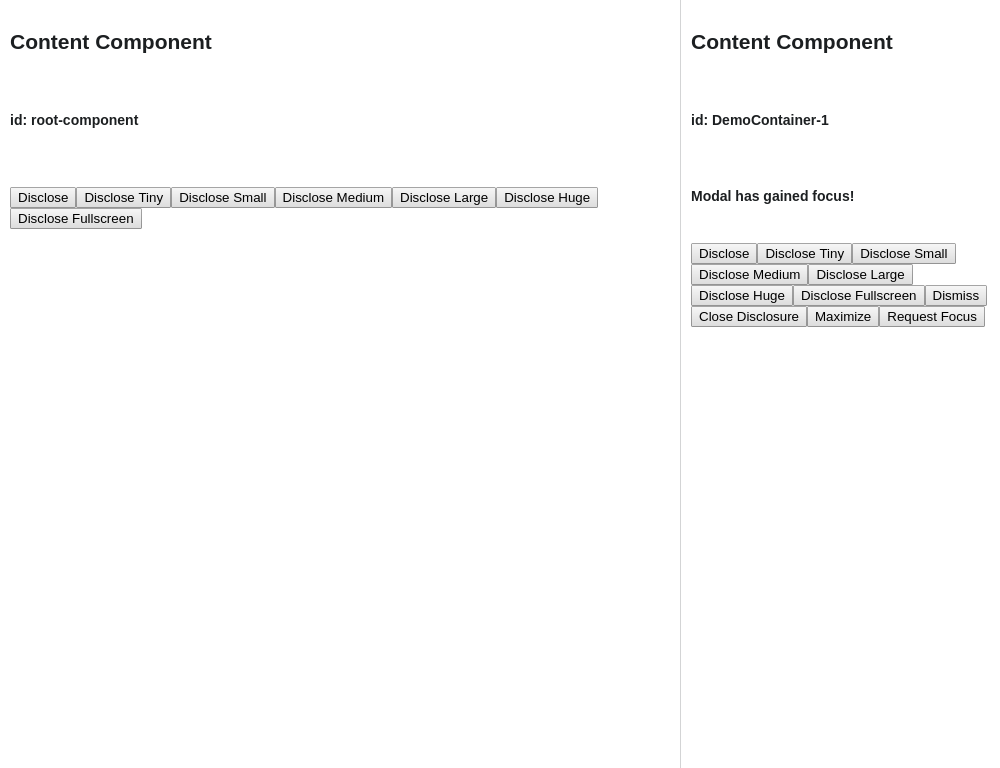 Content Component
id: root-component
Disclose Disclose Tiny Disclose Small Disclose Medium Disclose Large Disclose Huge
Disclose Fullscreen
Content Component
id: DemoContainer-1
Modal has gained focus!
Disclose Disclose Tiny Disclose Small
Disclose Medium Disclose Large
Disclose Huge Disclose Fullscreen Dismiss
Close Disclosure Maximize Request Focus